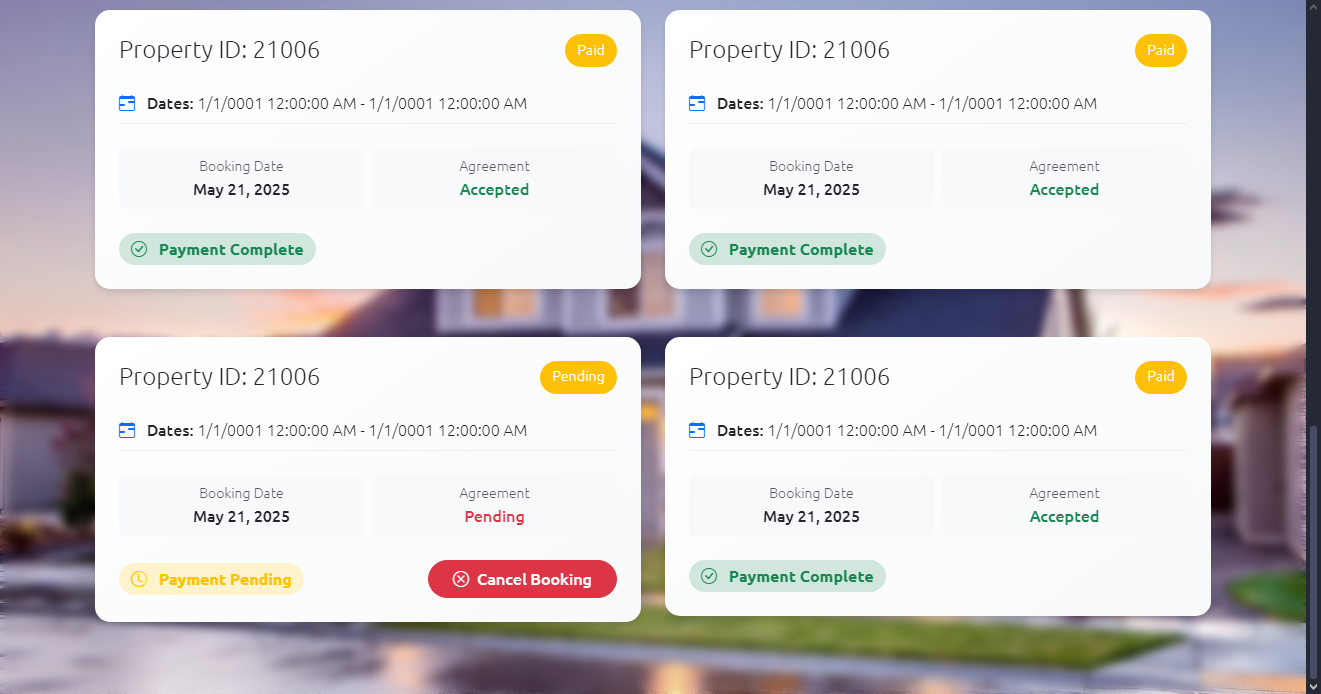 Property ID: 21006 Paid
Dates: 1/1/0001 12:00:00 AM - 1/1/0001 12:00:00 AM
Booking Date Agreement
May 21, 2025 Accepted
Payment Complete
Property ID: 21006 Paid
Dates: 1/1/0001 12:00:00 AM - 1/1/0001 12:00:00 AM
Booking Date Agreement
May 21, 2025 Accepted
Payment Complete
Property ID: 21006 Pending
Dates: 1/1/0001 12:00:00 AM - 1/1/0001 12:00:00 AM
Booking Date Agreement
May 21, 2025 Pending
Payment Pending Cancel Booking
Property ID: 21006 Paid
Dates: 1/1/0001 12:00:00 AM - 1/1/0001 12:00:00 AM
Booking Date Agreement
May 21, 2025 Accepted
Payment Complete